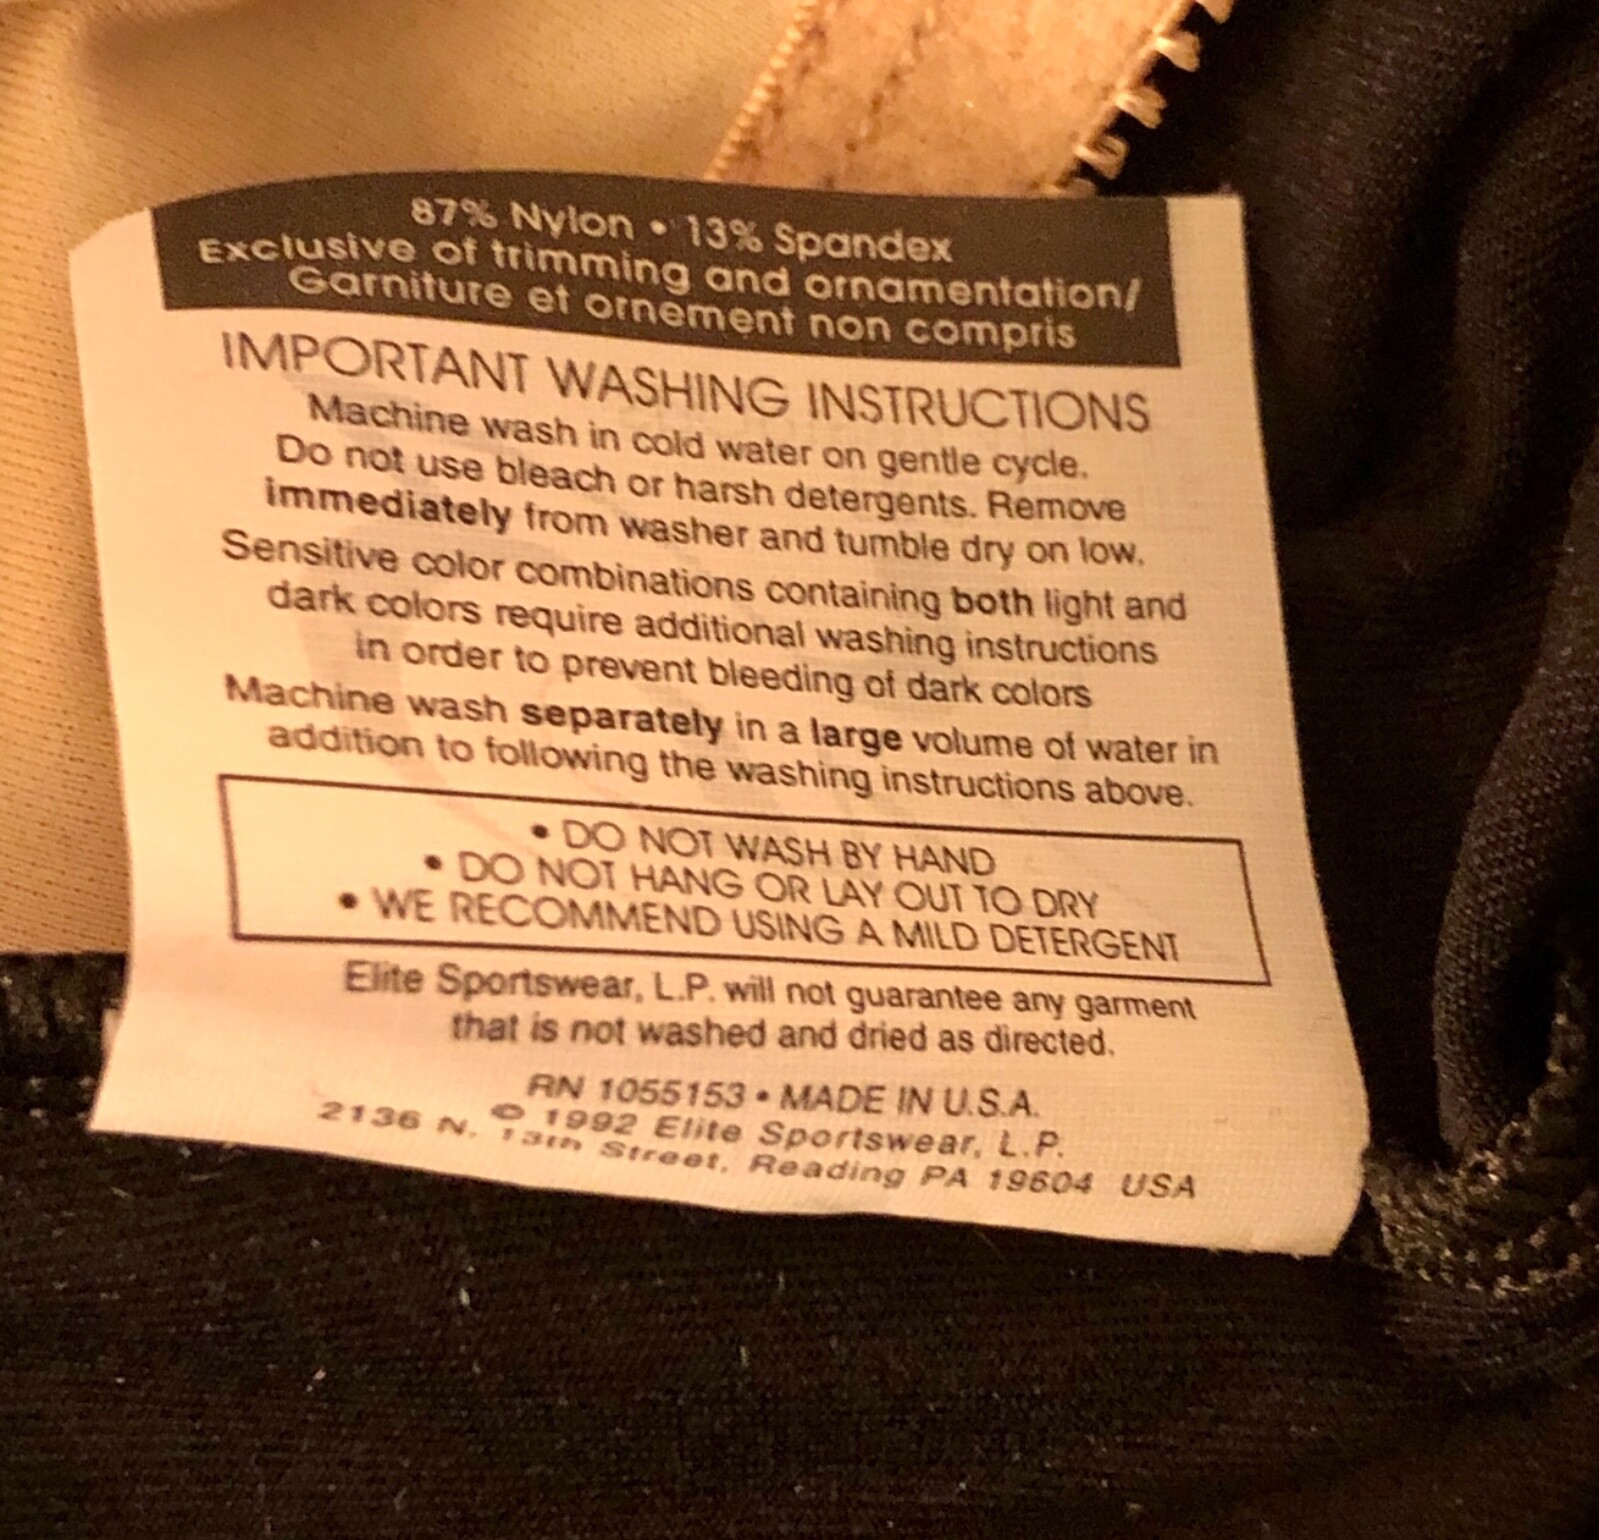 87% Nylon • 13% Spandex
Exclusive of trimming and ornamentation/
Garniture et ornement non compris
IMPORTANT WASHING INSTRUCTIONS
Machine wash in cold water on gentle cycle.
Do not use bleach or harsh detergents. Remove
immediately from washer and tumble dry on low.
Sensitive color combinations containing both light and
dark colors require additional washing instructions
in order to prevent bleeding of dark colors
Machine wash separately in a large volume of water in
addition to following the washing instructions above.
• DO NOT WASH BY HAND
• DO NOT HANG OR LAY OUT TO DRY
• WE RECOMMEND USING A MILD DETERGENT
Elite Sportswear, L.P. will not guarantee any garment
that is not washed and dried as directed.
RN 1055153 • MADE IN U.S.A.
© 1992 Elite Sportswear, L.P.
2136 N. 13th Street, Reading PA 19604 USA